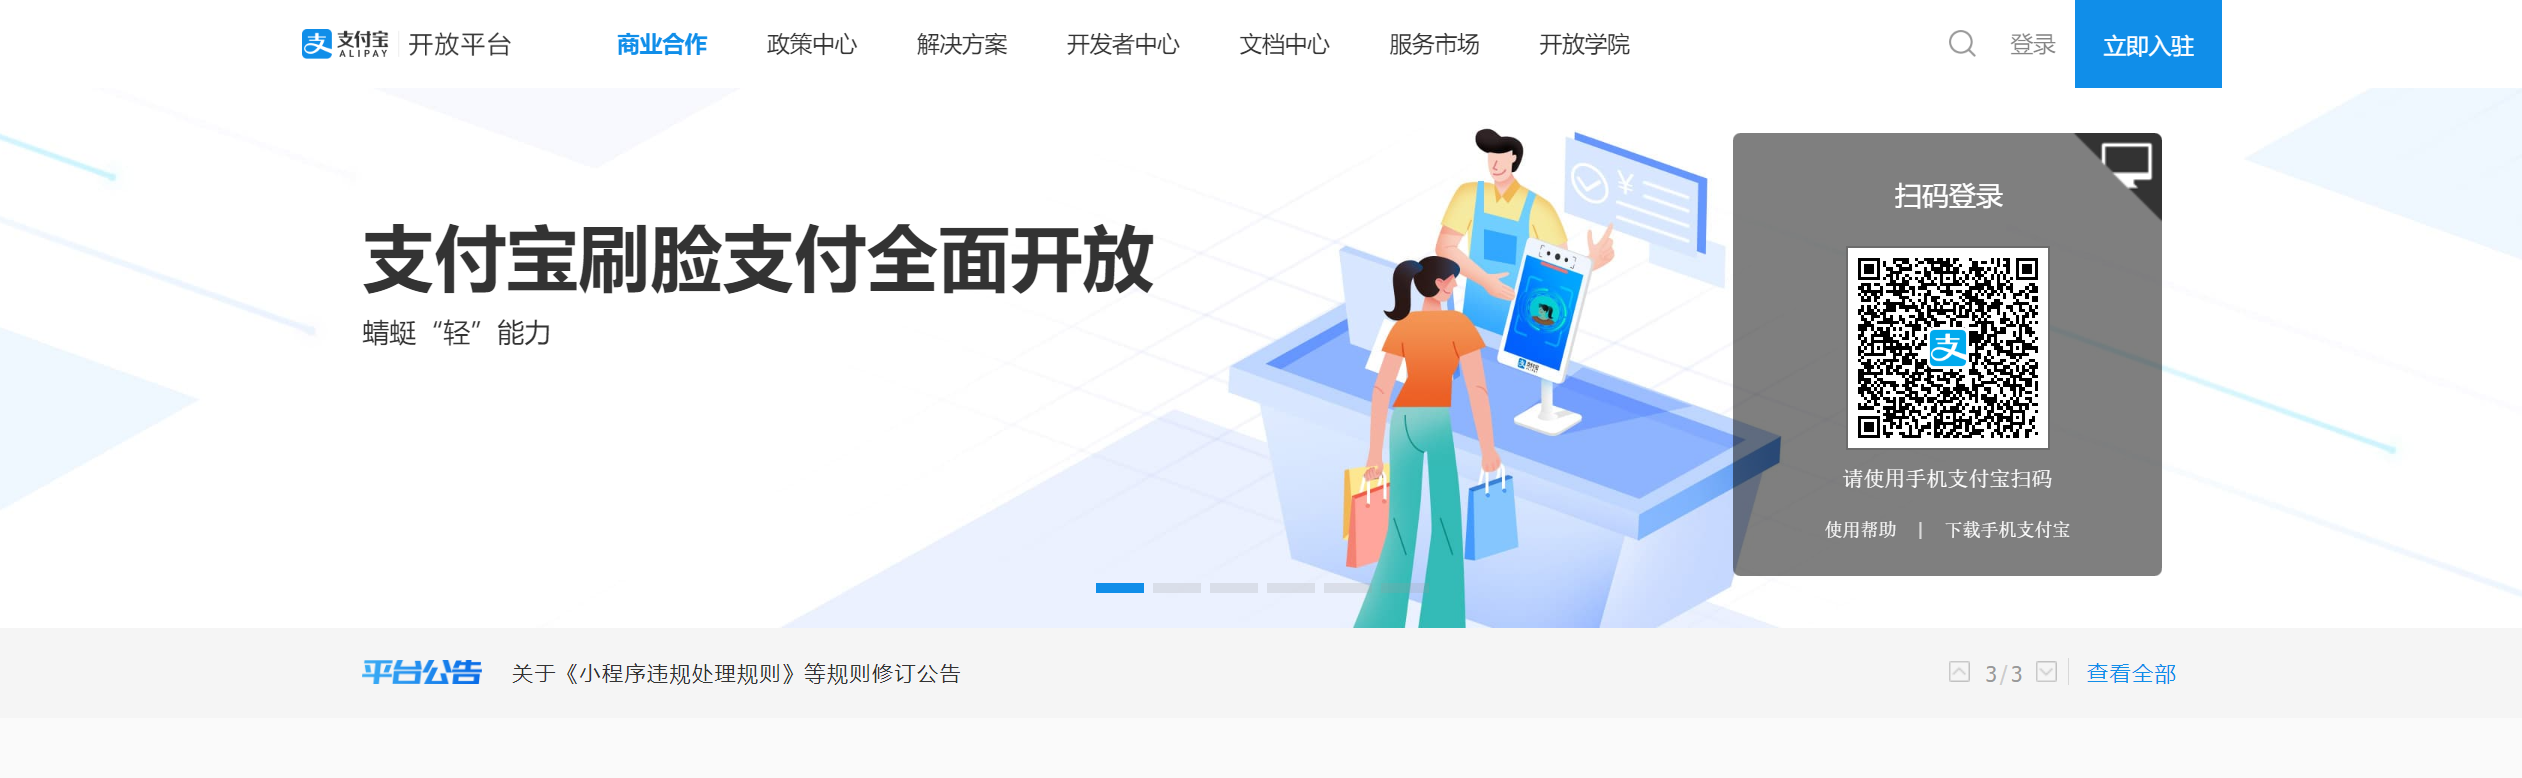 支付宝 ALIPAY 开放平台 商业合作 政策中心 解决方案 开发者中心 文档中心 服务市场 开放学院 登录 立即入驻
支付宝刷脸支付全面开放
蜻蜓“轻”能力
扫码登录
请使用手机支付宝扫码
使用帮助 | 下载手机支付宝
平台公告 关于《小程序违规处理规则》等规则修订公告 3/3 查看全部